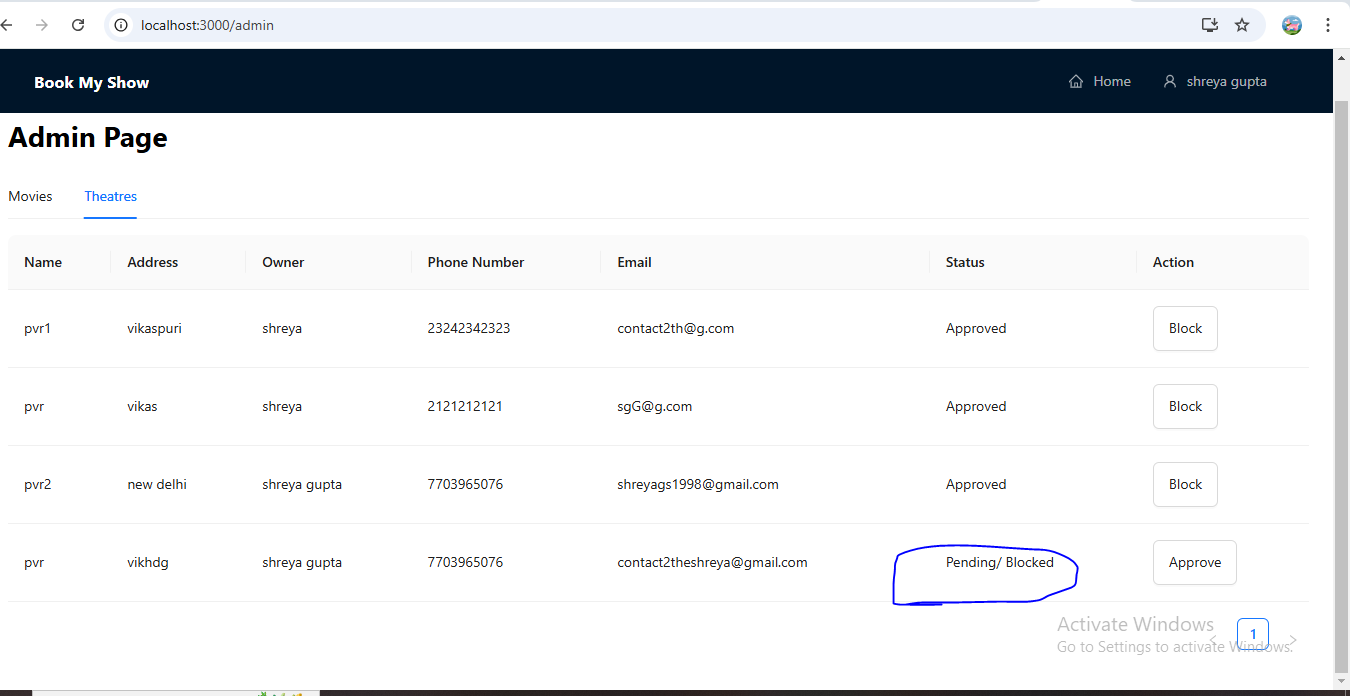 localhost:3000/admin
Book My Show
Home
shreya gupta
Admin Page
Movies Theatres
Name Address Owner Phone Number Email Status Action
pvr1 vikaspuri shreya 23242342323 contact2th@g.com Approved Block
pvr vikas shreya 2121212121 sgG@g.com Approved Block
pvr2 new delhi shreya gupta 7703965076 shreyags1998@gmail.com Approved Block
pvr vikhdg shreya gupta 7703965076 contact2theshreya@gmail.com Pending/ Blocked Approve
1
Activate Windows
Go to Settings to activate Windows.